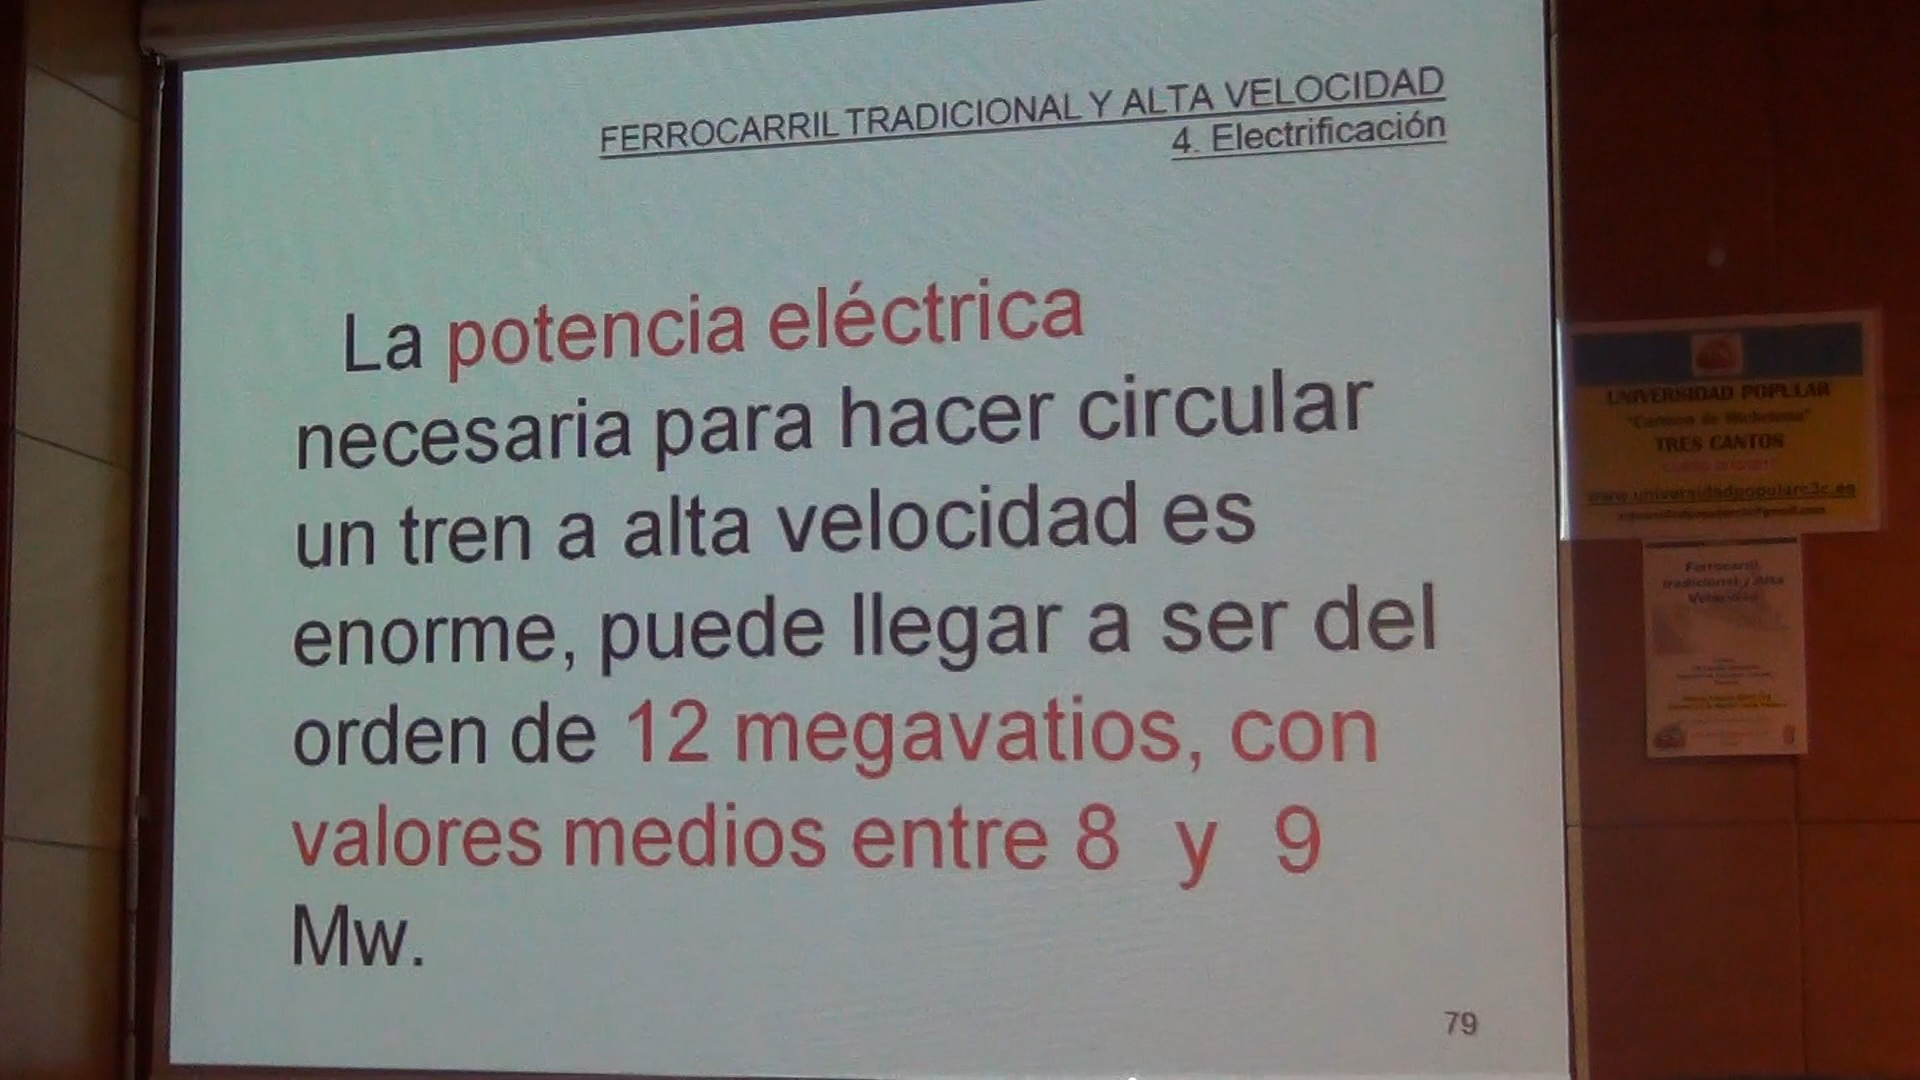 FERROCARRIL TRADICIONAL Y ALTA VELOCIDAD
4. Electrificación
La potencia eléctrica
necesaria para hacer circular
un tren a alta velocidad es
enorme, puede llegar a ser del
orden de 12 megavatios, con
valores medios entre 8 y 9
Mw.
79
UNIVERSIDAD POPULAR
TRES CANTOS
www.universidadpopularc3c.es
Ferrocarril
tradicional y Alta
Velocidad